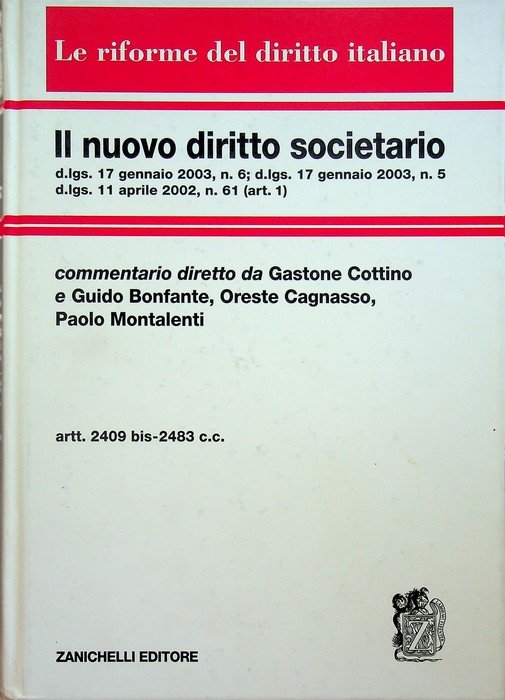 Le riforme del diritto italiano
Il nuovo diritto societario
d.lgs. 17 gennaio 2003, n. 6; d.lgs. 17 gennaio 2003, n. 5
d.lgs. 11 aprile 2002, n. 61 (art. 1)
commentario diretto da Gastone Cottino
e Guido Bonfante, Oreste Cagnasso,
Paolo Montalenti
artt. 2409 bis-2483 c.c.
Z
ZANICHELLI EDITORE